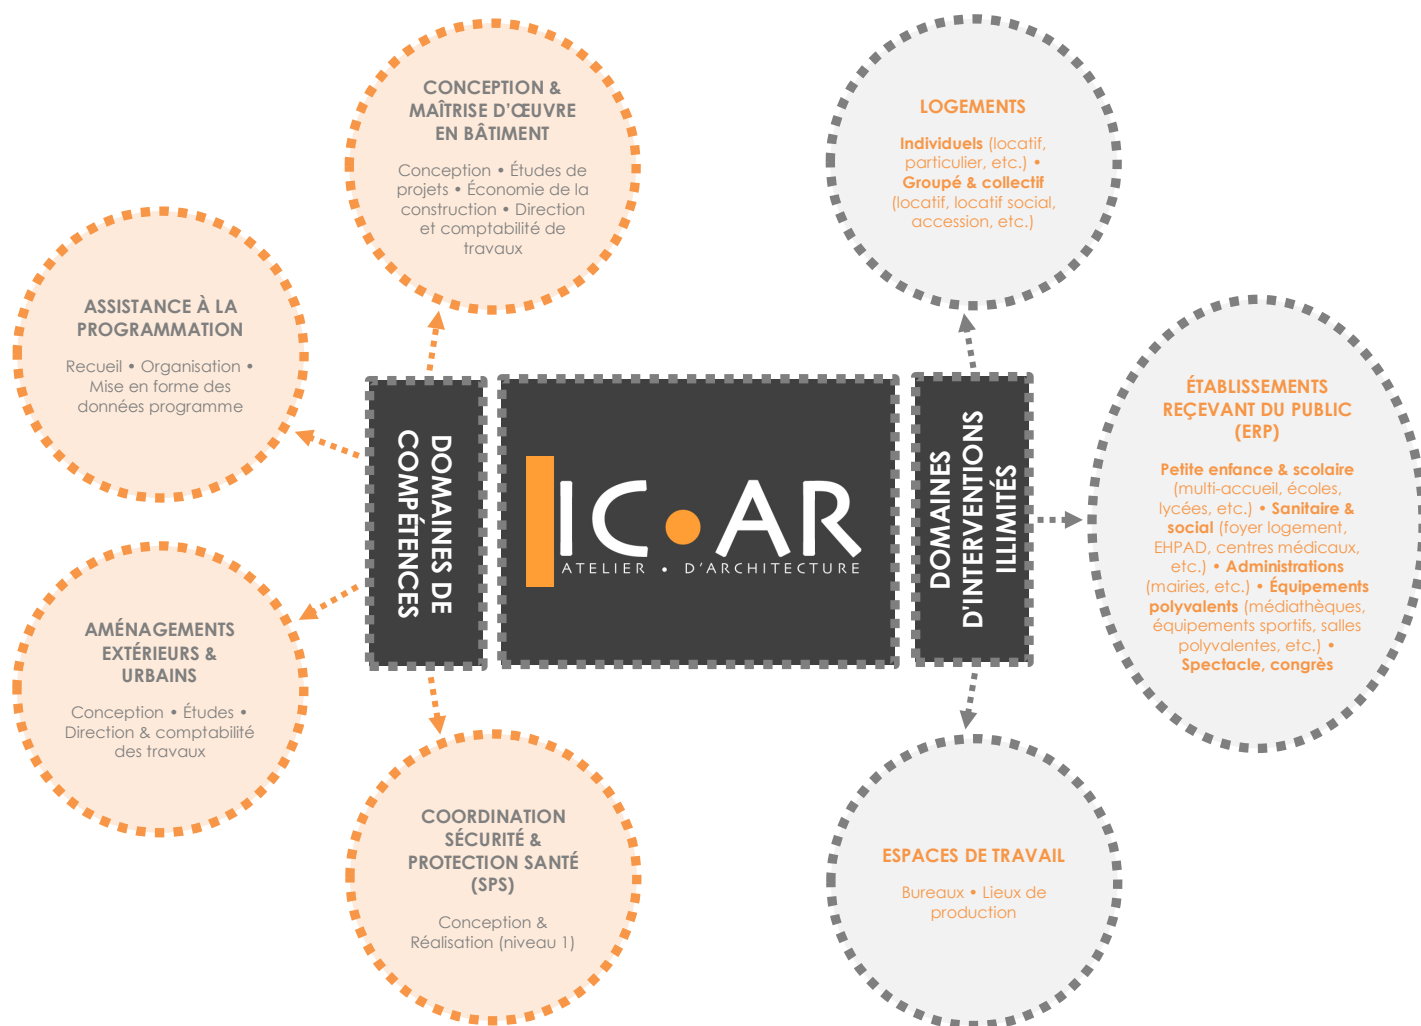 CONCEPTION &
MAÎTRISE D'ŒUVRE
EN BÂTIMENT
Conception • Études de
projets • Économie de la
construction • Direction
et comptabilité de
travaux
ASSISTANCE À LA
PROGRAMMATION
Recueil • Organisation •
Mise en forme des
données programme
AMÉNAGEMENTS
EXTÉRIEURS &
URBAINS
Conception • Études •
Direction & comptabilité
des travaux
COORDINATION
SÉCURITÉ &
PROTECTION SANTÉ
(SPS)
Conception &
Réalisation (niveau 1)
DOMAINES DE
COMPÉTENCES
IC•AR
ATELIER • D'ARCHITECTURE
DOMAINES
D'INTERVENTIONS
ILLIMITÉS
LOGEMENTS
Individuels (locatif,
particulier, etc.) •
Groupé & collectif
(locatif, locatif social,
accession, etc.)
ÉTABLISSEMENTS
REÇEVANT DU PUBLIC
(ERP)
Petite enfance & scolaire
(multi-accueil, écoles,
lycées, etc.) • Sanitaire &
social (foyer logement,
EHPAD, centres médicaux,
etc.) • Administrations
(mairies, etc.) • Équipements
polyvalents (médiathèques,
équipements sportifs, salles
polyvalentes, etc.) •
Spectacle, congrès
ESPACES DE TRAVAIL
Bureaux • Lieux de
production